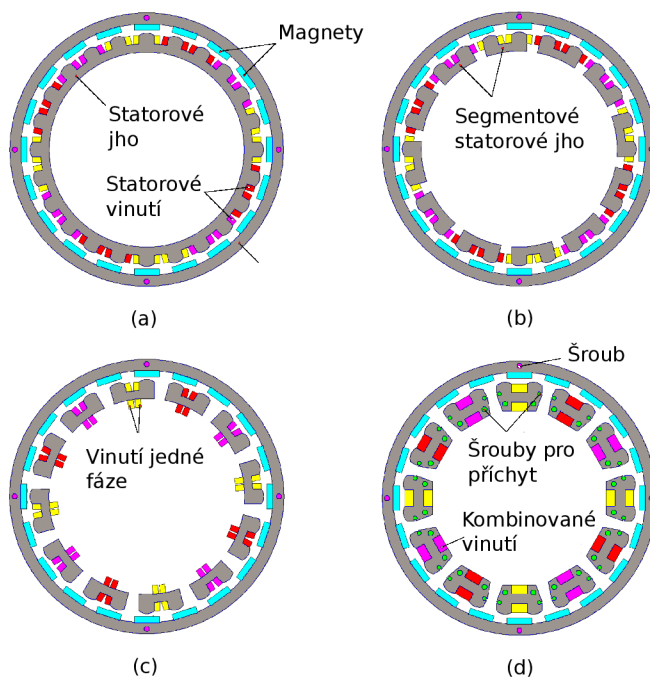 Magnety
Statorové
jho
Statorové
vinutí
(a)
Segmentové
statorové jho
(b)
Vinutí jedné
fáze
(c)
Šroub
Šrouby pro
příchyt
Kombinované
vinutí
(d)